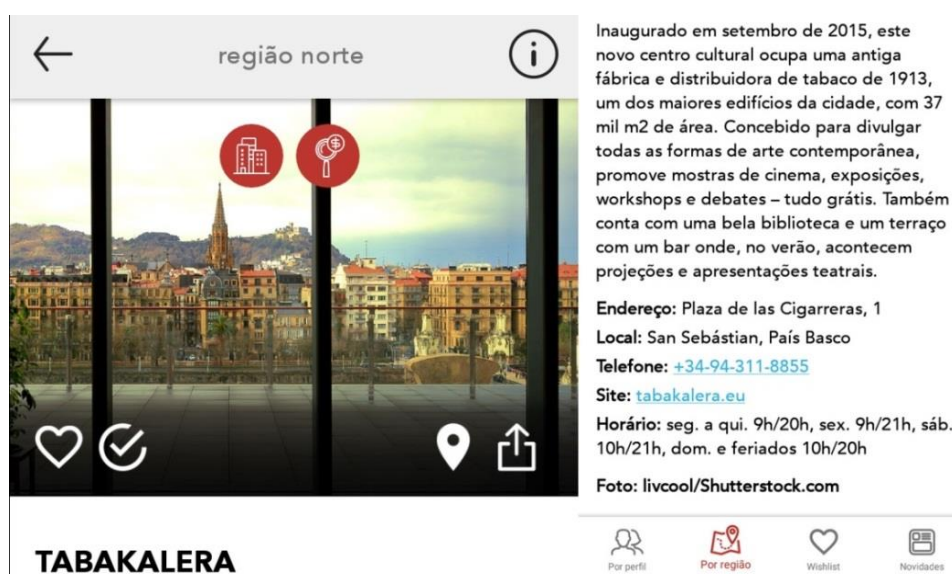 região norte
TABAKALERA
Inaugurado em setembro de 2015, este
novo centro cultural ocupa uma antiga
fábrica e distribuidora de tabaco de 1913,
um dos maiores edifícios da cidade, com 37
mil m2 de área. Concebido para divulgar
todas as formas de arte contemporânea,
promove mostras de cinema, exposições,
workshops e debates – tudo grátis. Também
conta com uma bela biblioteca e um terraço
com um bar onde, no verão, acontecem
projeções e apresentações teatrais.
Endereço: Plaza de las Cigarreras, 1
Local: San Sebástian, País Basco
Telefone: +34-94-311-8855
Site: tabakalera.eu
Horário: seg. a qui. 9h/20h, sex. 9h/21h, sáb.
10h/21h, dom. e feriados 10h/20h
Foto: livcool/Shutterstock.com
Por perfil Por região Wishlist Novidades